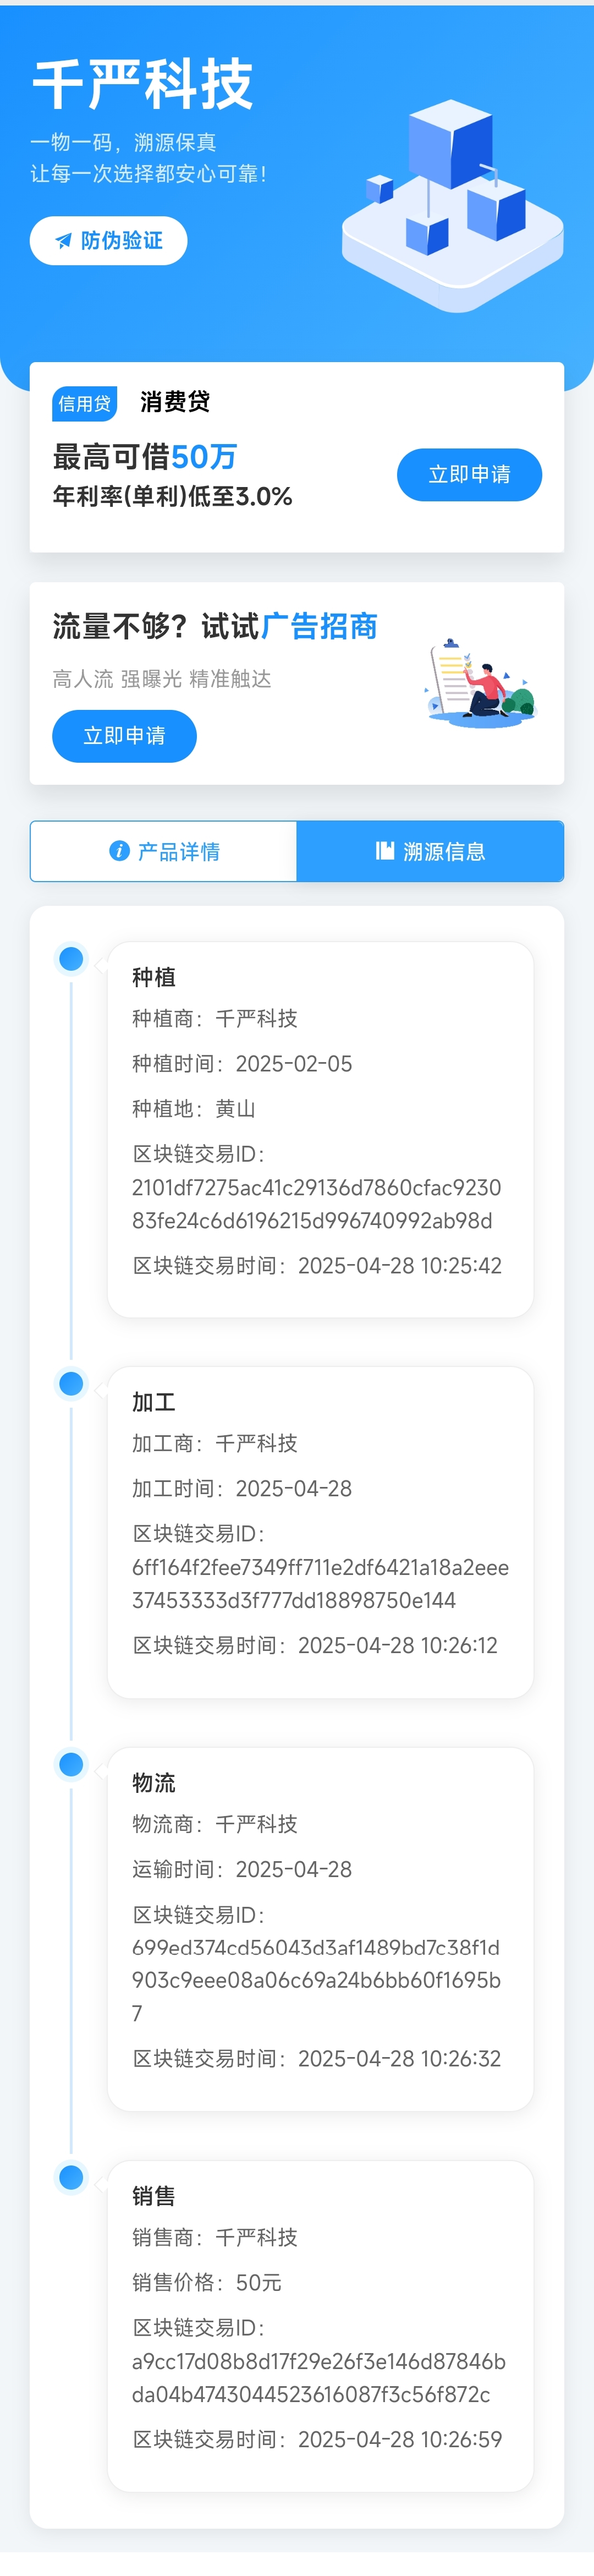 千严科技
一物一码，溯源保真
让每一次选择都安心可靠！
防伪验证
信用贷 消费贷
最高可借50万
年利率(单利)低至3.0%
立即申请
流量不够？试试广告招商
高人流 强曝光 精准触达
立即申请
产品详情
溯源信息
种植
种植商：千严科技
种植时间：2025-02-05
种植地：黄山
区块链交易ID：
2101df7275ac41c29136d7860cfac9230
83fe24c6d6196215d996740992ab98d
区块链交易时间：2025-04-28 10:25:42
加工
加工商：千严科技
加工时间：2025-04-28
区块链交易ID：
6ff164f2fee7349ff711e2df6421a18a2eee
37453333d3f777dd18898750e144
区块链交易时间：2025-04-28 10:26:12
物流
物流商：千严科技
运输时间：2025-04-28
区块链交易ID：
699ed374cd56043d3af1489bd7c38f1d
903c9eee08a06c69a24b6bb60f1695b
7
区块链交易时间：2025-04-28 10:26:32
销售
销售商：千严科技
销售价格：50元
区块链交易ID：
a9cc17d08b8d17f29e26f3e146d87846b
da04b4743044523616087f3c56f872c
区块链交易时间：2025-04-28 10:26:59